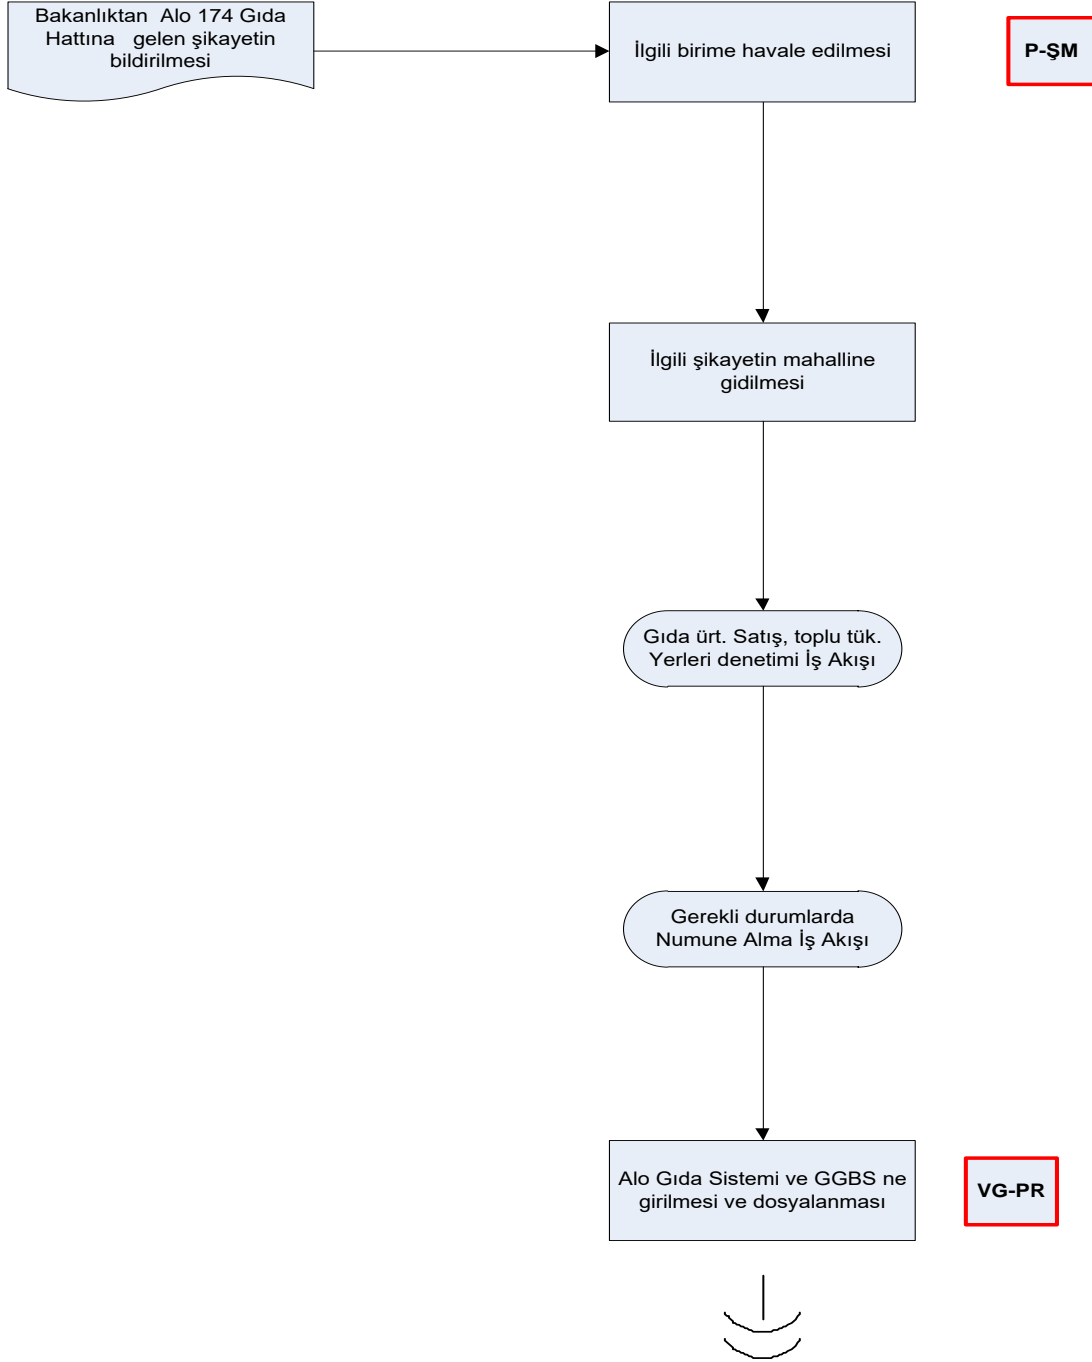 Bakanlıktan Alo 174 Gıda
Hattına gelen şikayetin
bildirilmesi
İlgili birime havale edilmesi
P-ŞM
İlgili şikayetin mahalline
gidilmesi
Gıda ürt. Satış, toplu tük.
Yerleri denetimi İş Akışı
Gerekli durumlarda
Numune Alma İş Akışı
Alo Gıda Sistemi ve GGBS ne
girilmesi ve dosyalanması
VG-PR